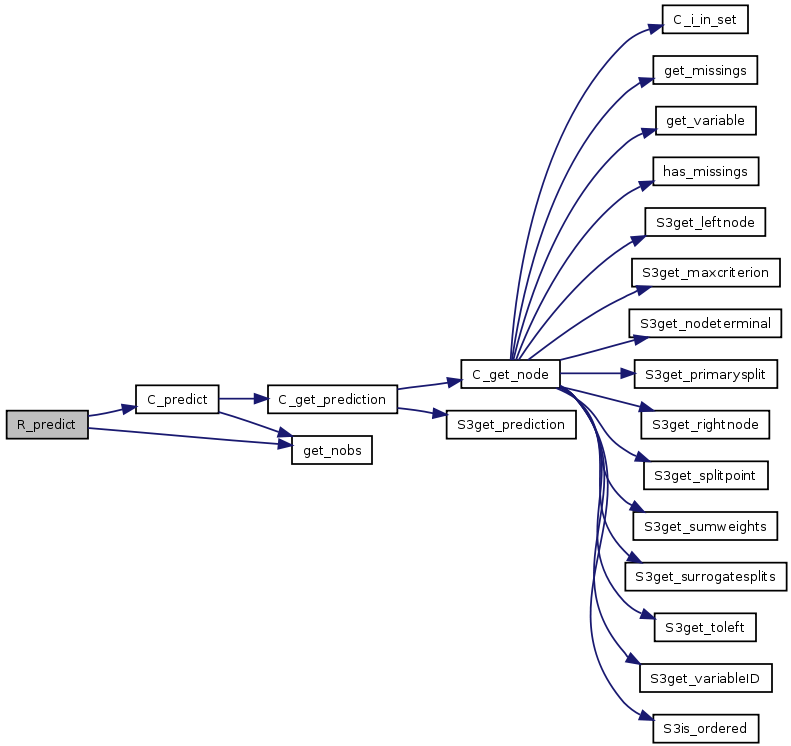 C_i_in_set
get_missings
get_variable
has_missings
S3get_leftnode
S3get_maxcriterion
S3get_nodeterminal
C_get_node
S3get_primarysplit
C_predict
C_get_prediction
R_predict
S3get_prediction
S3get_rightnode
get_nobs
S3get_splitpoint
S3get_sumweights
S3get_surrogatesplits
S3get_toleft
S3get_variableID
S3is_ordered